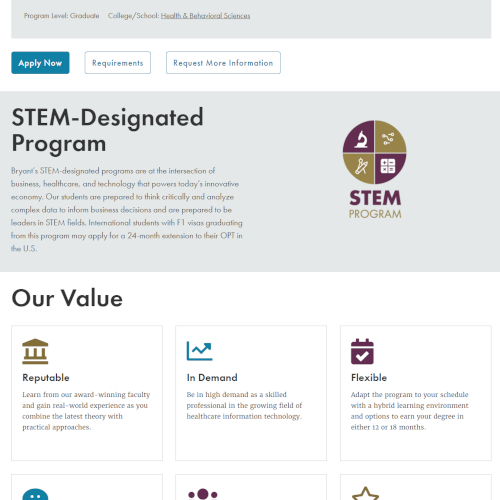 Program Level: Graduate College/School: Health & Behavioral Sciences
Apply Now Requirements Request More Information
STEM-Designated
Program
Bryant's STEM-designated programs are at the intersection of
business, healthcare, and technology that powers today's innovative
economy. Our students are prepared to think critically and analyze
complex data to inform business decisions and are prepared to be
leaders in STEM fields. International students with F1 visas graduating
from this program may apply for a 24-month extension to their OPT in
the U.S.
STEM
PROGRAM
Our Value
Reputable
Learn from our award-winning faculty
and gain real-world experience as you
combine the latest theory with
practical approaches.
In Demand
Be in high demand as a skilled
professional in the growing field of
healthcare information technology.
Flexible
Adapt the program to your schedule
with a hybrid learning environment
and options to earn your degree in
either 12 or 18 months.